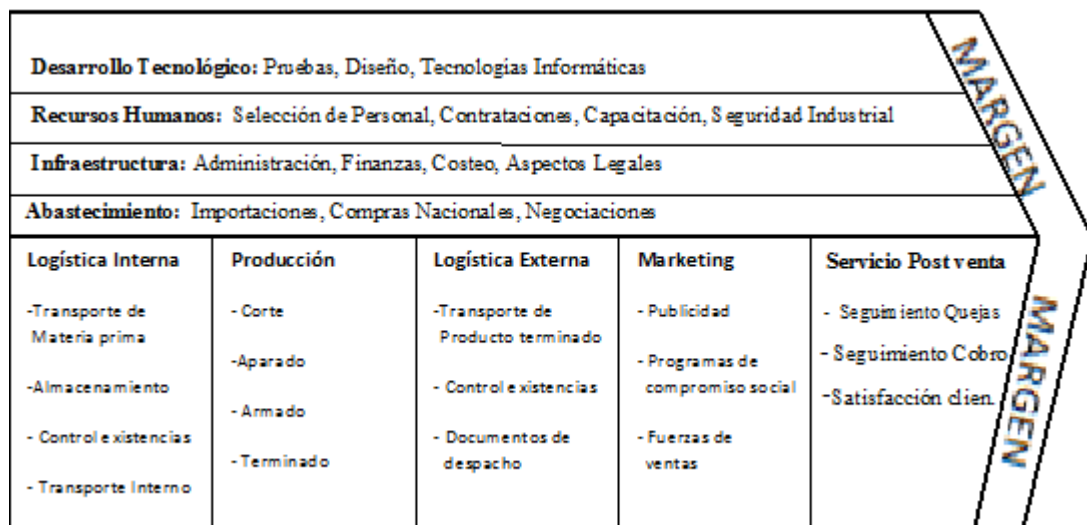 Desarrollo Tecnológico: Pruebas, Diseño, Tecnologías Informáticas
Recursos Humanos: Selección de Personal, Contrataciones, Capacitación, Seguridad Industrial
Infraestructura: Administración, Finanzas, Costeo, Aspectos Legales
Abastecimiento: Importaciones, Compras Nacionales, Negociaciones
MARGEN
Logística Interna
-Transporte de
Materia prima
-Almacenamiento
- Control existencias
- Transporte Interno
Producción
- Corte
-Aparado
- Armado
- Terminado
Logística Externa
-Transporte de
Producto terminado
- Control existencias
- Documentos de
despacho
Marketing
- Publicidad
- Programas de
compromiso social
- Fuerzas de
ventas
Servicio Post venta
- Seguimiento Quejas
- Seguimiento Cobro
-Satisfacción clien.
MARGEN